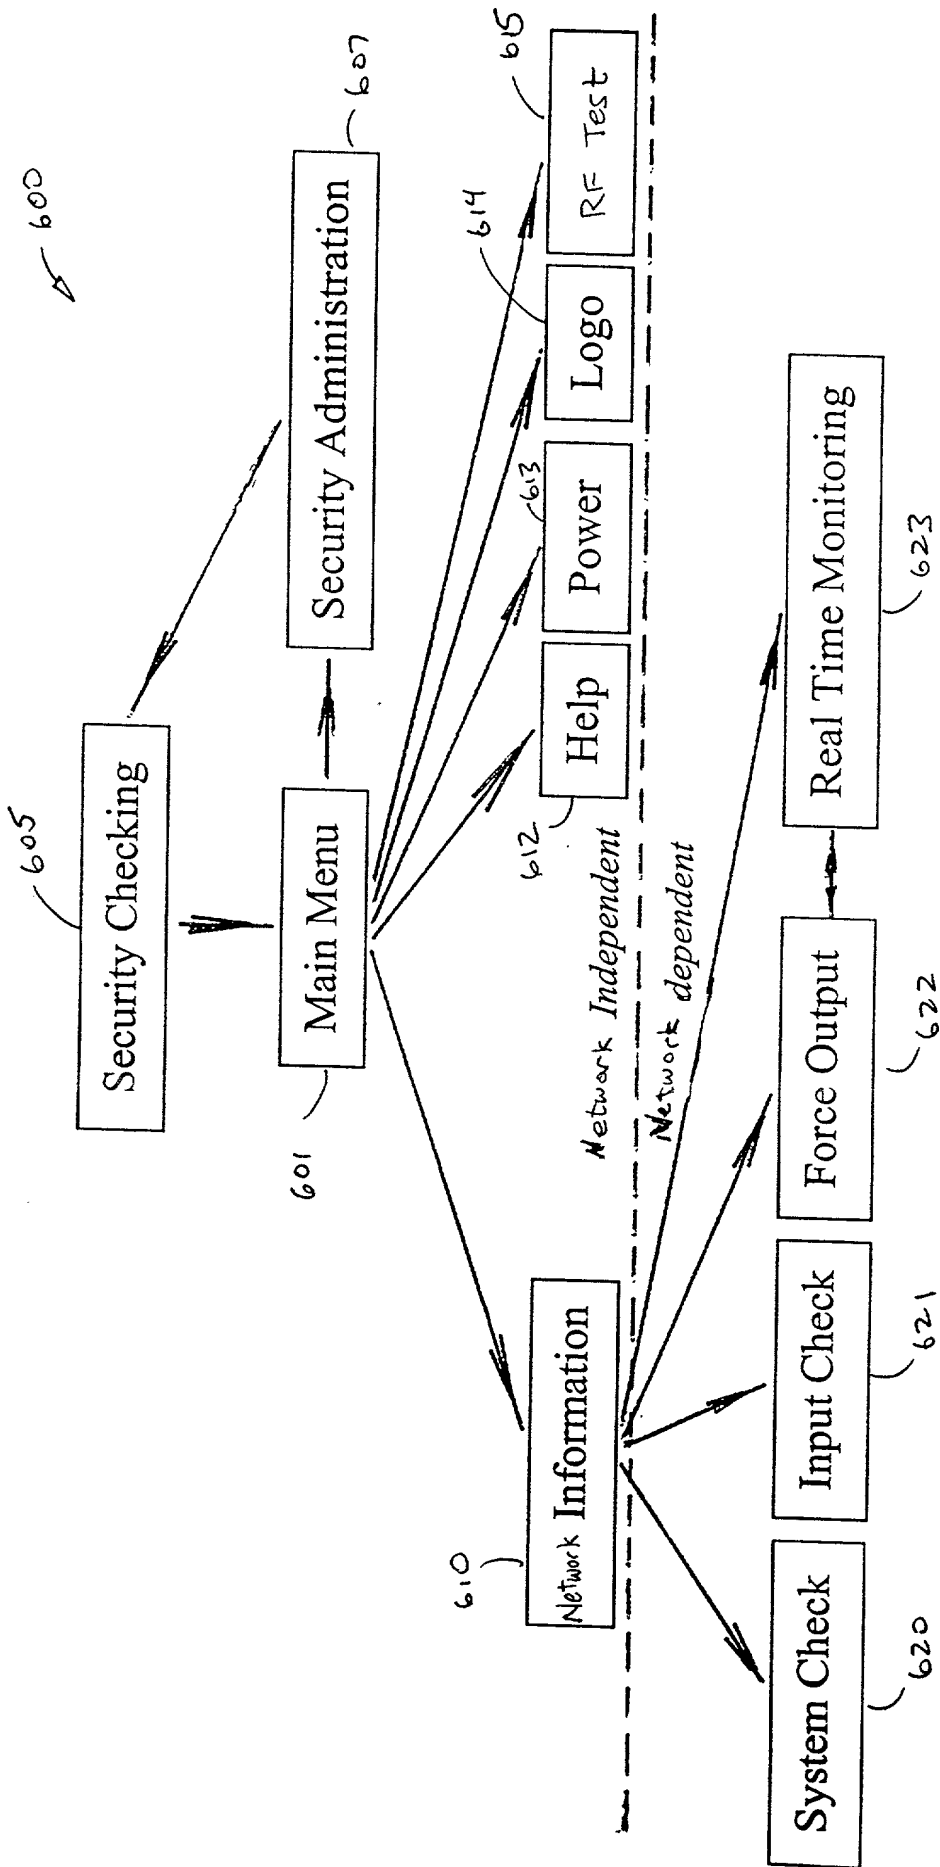 600
605
Security Checking
601
Main Menu
Security Administration
607
610
Network Information
612
Help
613
Power
614
Logo
615
RF Test
Network Independent
Network dependent
System Check
620
Input Check
621
Force Output
622
Real Time Monitoring
623